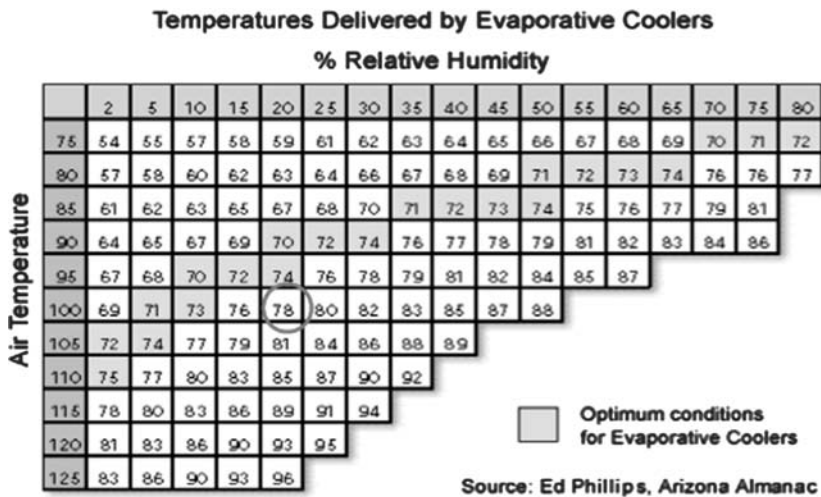 Temperatures Delivered by Evaporative Coolers
% Relative Humidity
2 5 10 15 20 25 30 35 40 45 50 55 60 65 70 75 80
75 54 55 57 58 59 61 62 63 64 65 66 67 68 69 70 71 72
80 57 58 60 62 63 64 66 67 68 69 71 72 73 74 76 76 77
85 61 62 63 65 67 68 70 71 72 73 74 75 76 77 79 81
90 64 65 67 69 70 72 74 76 77 78 79 81 82 83 84 86
95 67 68 70 72 74 76 78 79 81 82 84 85 87
100 69 71 73 76 78 80 82 83 85 87 88
105 72 74 77 79 81 84 86 88 89
110 75 77 80 83 85 87 90 92
115 78 80 83 86 89 91 94
120 81 83 86 90 93 95
125 83 86 90 93 96
Air Temperature
Optimum conditions
for Evaporative Coolers
Source: Ed Phillips, Arizona Almanac